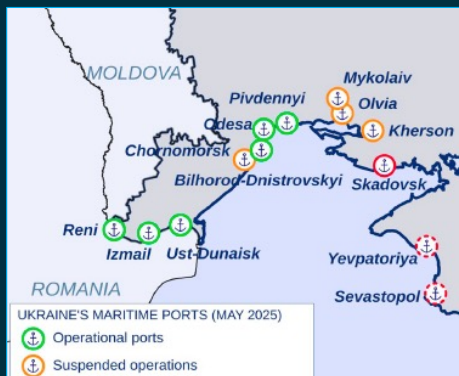 MOLDOVA
Mykolaiv
Pivdennyi
Olvia
Odesa
Kherson
Chornomorsk
Bilhorod-Dnistrovskyi
Skadovsk
Reni
Izmail
Ust-Dunaisk
Yevpatoriya
ROMANIA
Sevastopol
UKRAINE'S MARITIME PORTS (MAY 2025)
Operational ports
Suspended operations